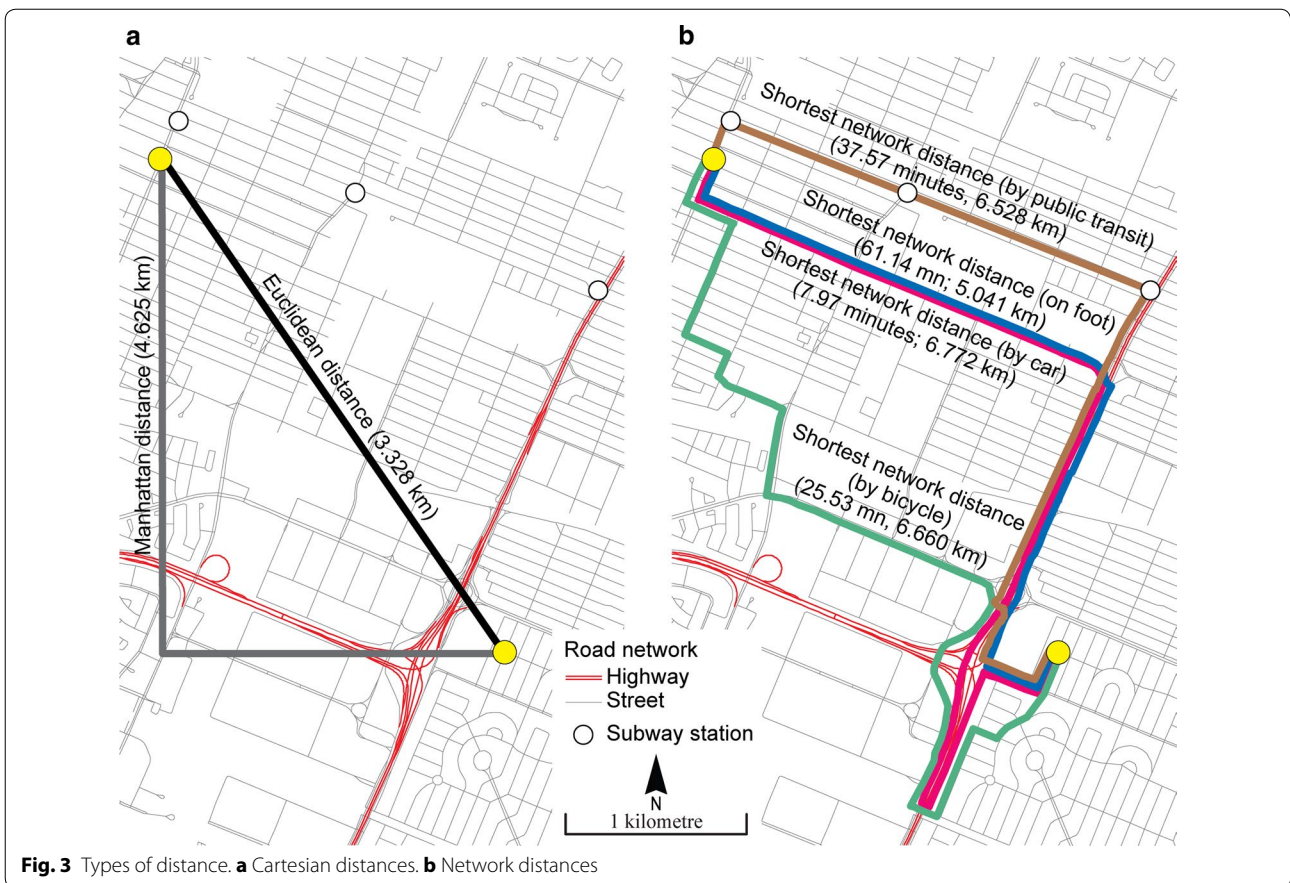 a
Manhattan distance (4.625 km)
Euclidean distance (3.328 km)
b
Shortest network distance (by public transit)
(37.57 minutes; 6.528 km)
Shortest network distance (on foot)
(61.14 mn; 5.041 km)
Shortest network distance (by car)
(7.97 minutes; 6.772 km)
Shortest network distance
(by bicycle)
(25.53 mn, 6.660 km)
Road network
Highway
Street
Subway station
N
1 kilometre
Fig. 3 Types of distance. a Cartesian distances. b Network distances